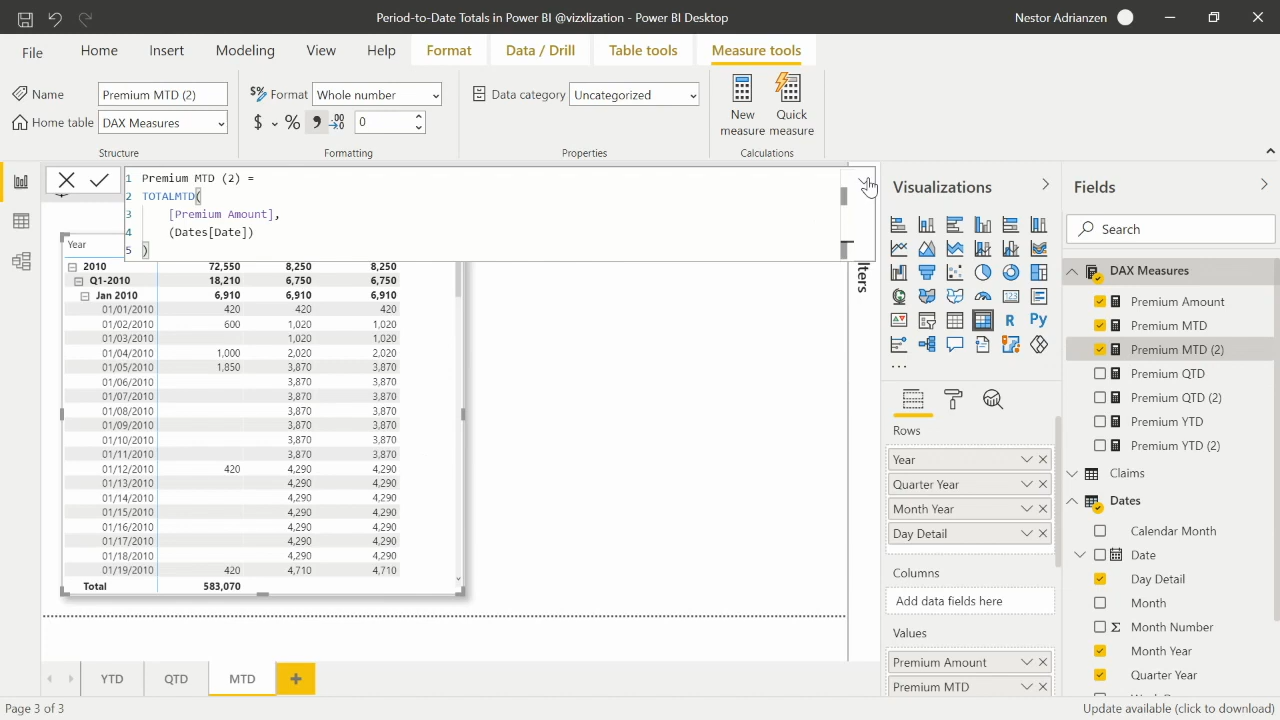 Period-to-Date Totals in Power BI @vizxlization - Power BI Desktop
Nestor Adrianzen
File
Home
Insert
Modeling
View
Help
Format
Data / Drill
Table tools
Measure tools
Name
Premium MTD (2)
Home table
DAX Measures
Structure
$% Format
Whole number
$ % 9 .00
0
Formatting
Data category
Uncategorized
Properties
New measure
Quick measure
Calculations
1 Premium MTD (2) =
2 TOTALMTD(
3 [Premium Amount],
4 (Dates[Date])
5 )
Year
2010 72,550 8,250 8,250
Q1-2010 18,210 6,750 6,750
Jan 2010 6,910 6,910 6,910
01/01/2010 420 420 420
01/02/2010 600 1,020 1,020
01/03/2010 1,020 1,020
01/04/2010 1,000 2,020 2,020
01/05/2010 1,850 3,870 3,870
01/06/2010 3,870 3,870
01/07/2010 3,870 3,870
01/08/2010 3,870 3,870
01/09/2010 3,870 3,870
01/10/2010 3,870 3,870
01/11/2010 3,870 3,870
01/12/2010 420 4,290 4,290
01/13/2010 4,290 4,290
01/14/2010 4,290 4,290
01/15/2010 4,290 4,290
01/16/2010 4,290 4,290
01/17/2010 4,290 4,290
01/18/2010 4,290 4,290
01/19/2010 420 4,710 4,710
Total 583,070
lters
Visualizations
R
Py
...
Rows
Year
Quarter Year
Month Year
Day Detail
Columns
Add data fields here
Values
Premium Amount
Premium MTD
Fields
Search
DAX Measures
Premium Amount
Premium MTD
Premium MTD (2)
Premium QTD
Premium QTD (2)
Premium YTD
Premium YTD (2)
Claims
Dates
Calendar Month
Date
Day Detail
Month
Σ Month Number
Month Year
Quarter Year
YTD
QTD
MTD
+
Page 3 of 3
Update available (click to download)